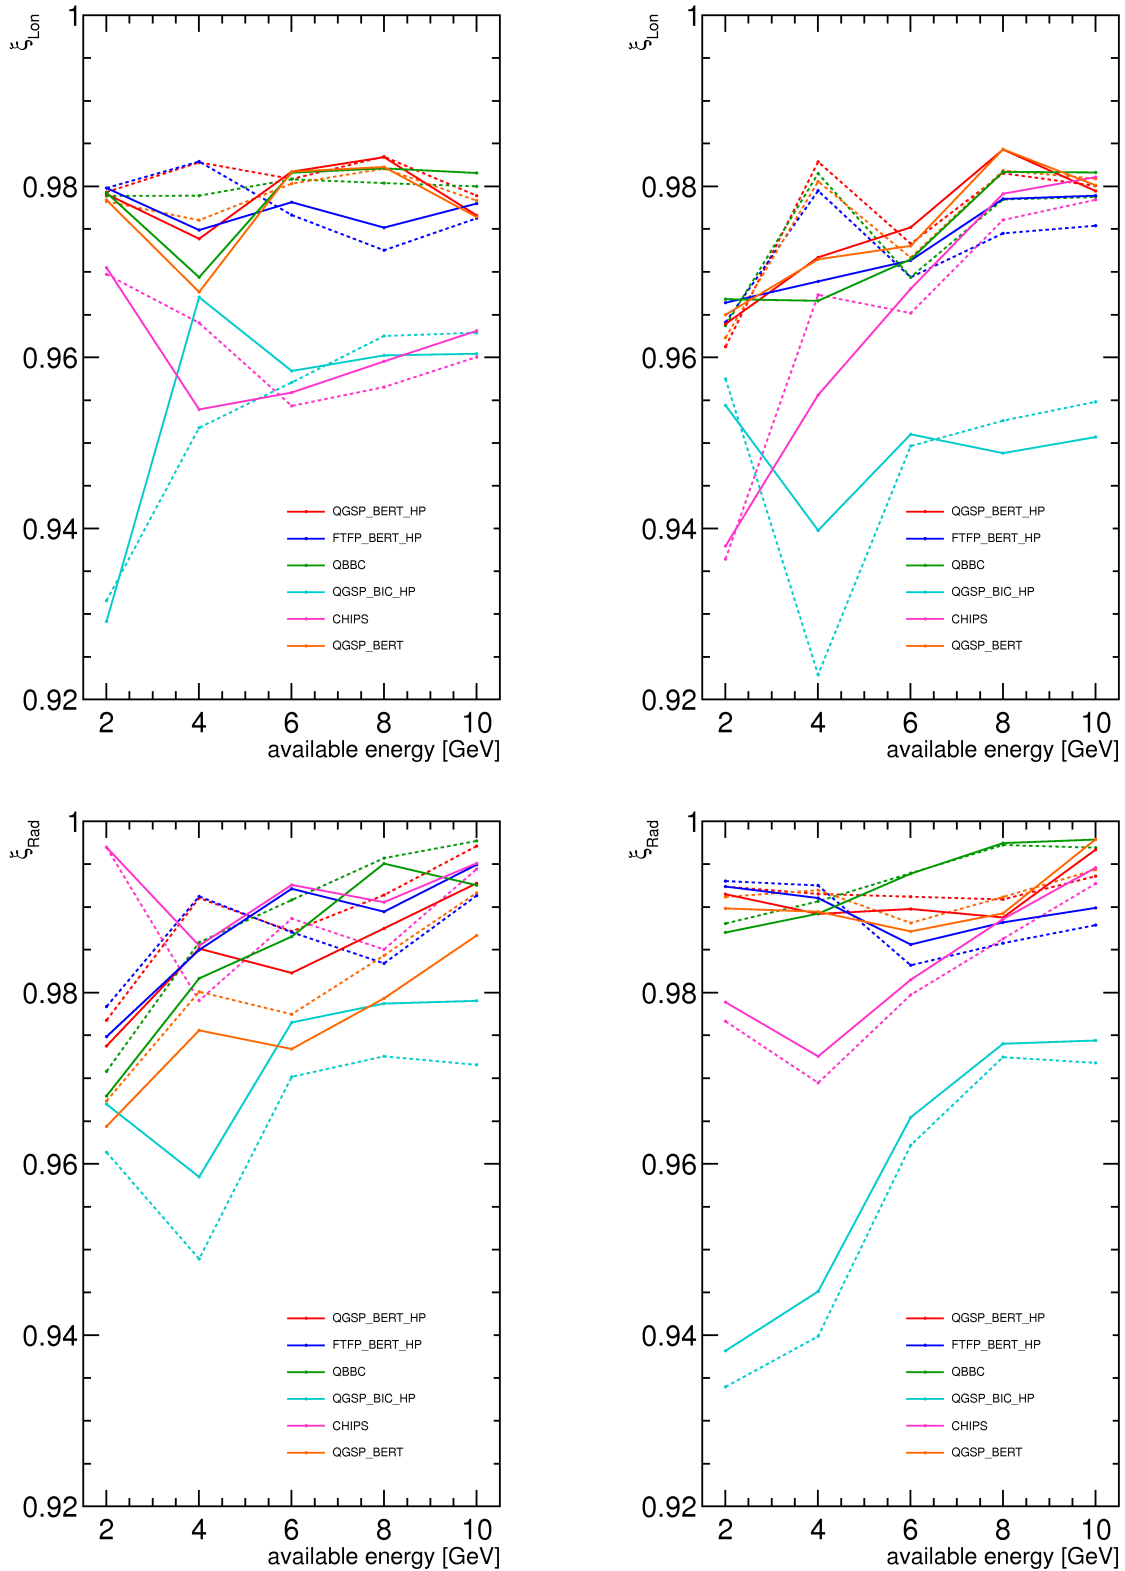 ξLon
1
0.98
0.96
0.94
0.92
QGSP_BERT_HP
FTFP_BERT_HP
QBBC
QGSP_BIC_HP
CHIPS
QGSP_BERT
2 4 6 8 10
available energy [GeV]
ξLon
1
0.98
0.96
0.94
0.92
QGSP_BERT_HP
FTFP_BERT_HP
QBBC
QGSP_BIC_HP
CHIPS
QGSP_BERT
2 4 6 8 10
available energy [GeV]
ξRad
1
0.98
0.96
0.94
0.92
QGSP_BERT_HP
FTFP_BERT_HP
QBBC
QGSP_BIC_HP
CHIPS
QGSP_BERT
2 4 6 8 10
available energy [GeV]
ξRad
1
0.98
0.96
0.94
0.92
QGSP_BERT_HP
FTFP_BERT_HP
QBBC
QGSP_BIC_HP
CHIPS
QGSP_BERT
2 4 6 8 10
available energy [GeV]